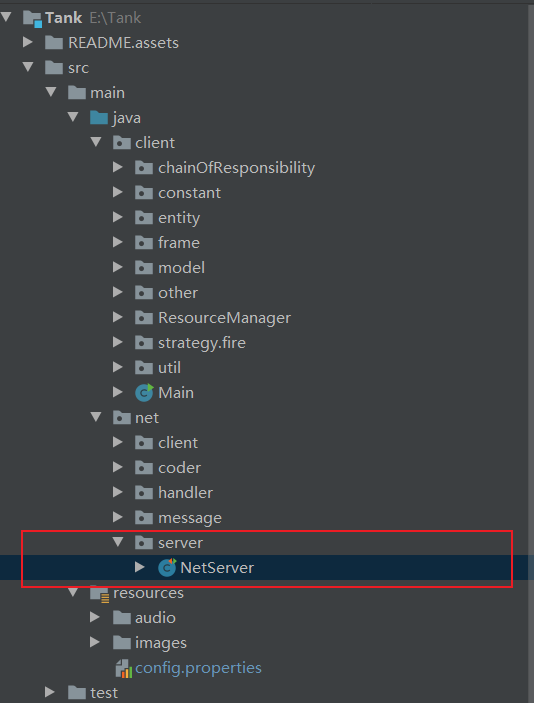 Tank E:\Tank
README.assets
src
main
java
client
chainOfResponsibility
constant
entity
frame
model
other
ResourceManager
strategy.fire
util
Main
net
client
coder
handler
message
server
NetServer
resources
audio
images
config.properties
test